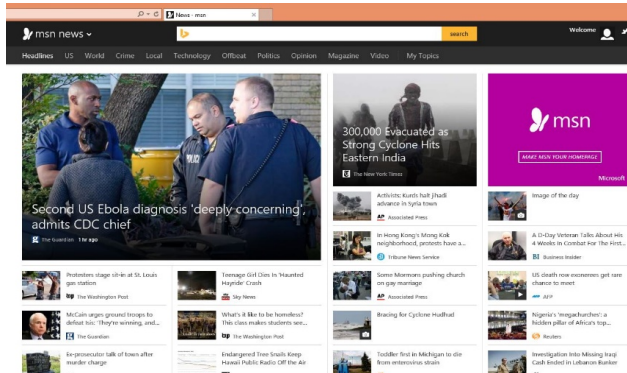 News - msn
msn news
search
Welcome
Headlines US World Crime Local Technology Offbeat Politics Opinion Magazine Video My Topics
Second US Ebola diagnosis 'deeply concerning',
admits CDC chief
The Guardian 1 hr ago
300,000 Evacuated as
Strong Cyclone Hits
Eastern India
The New York Times
msn
MAKE MSN YOUR HOMEPAGE
Microsoft
Activists: Kurds halt jihadi
advance in Syria town
AP Associated Press
Image of the day
In Hong Kong's Mong Kok
neighborhood, protests have a...
Tribune News Service
A D-Day Veteran Talks About His
4 Weeks In Combat For The First...
BI Business Insider
Protesters stage sit-in at St. Louis
gas station
wp The Washington Post
Teenage Girl Dies In 'Haunted
Hayride' Crash
Sky News
Some Mormons pushing church
on gay marriage
AP Associated Press
US death row exonerees get rare
chance to meet
AFP
McCain urges ground troops to
defeat Isis: 'They're winning, and...
The Guardian
What's it like to be homeless?
This class makes students see...
wp The Washington Post
Bracing for Cyclone Hudhud
Nigeria's 'megachurches': a
hidden pillar of Africa's top...
Reuters
Ex-prosecutor talk of town after
murder charge
Endangered Tree Snails Keep
Hawaii Public Radio Off the Air
Toddler first in Michigan to die
from enterovirus strain
Investigation Into Missing Iraqi
Cash Ended in Lebanon Bunker